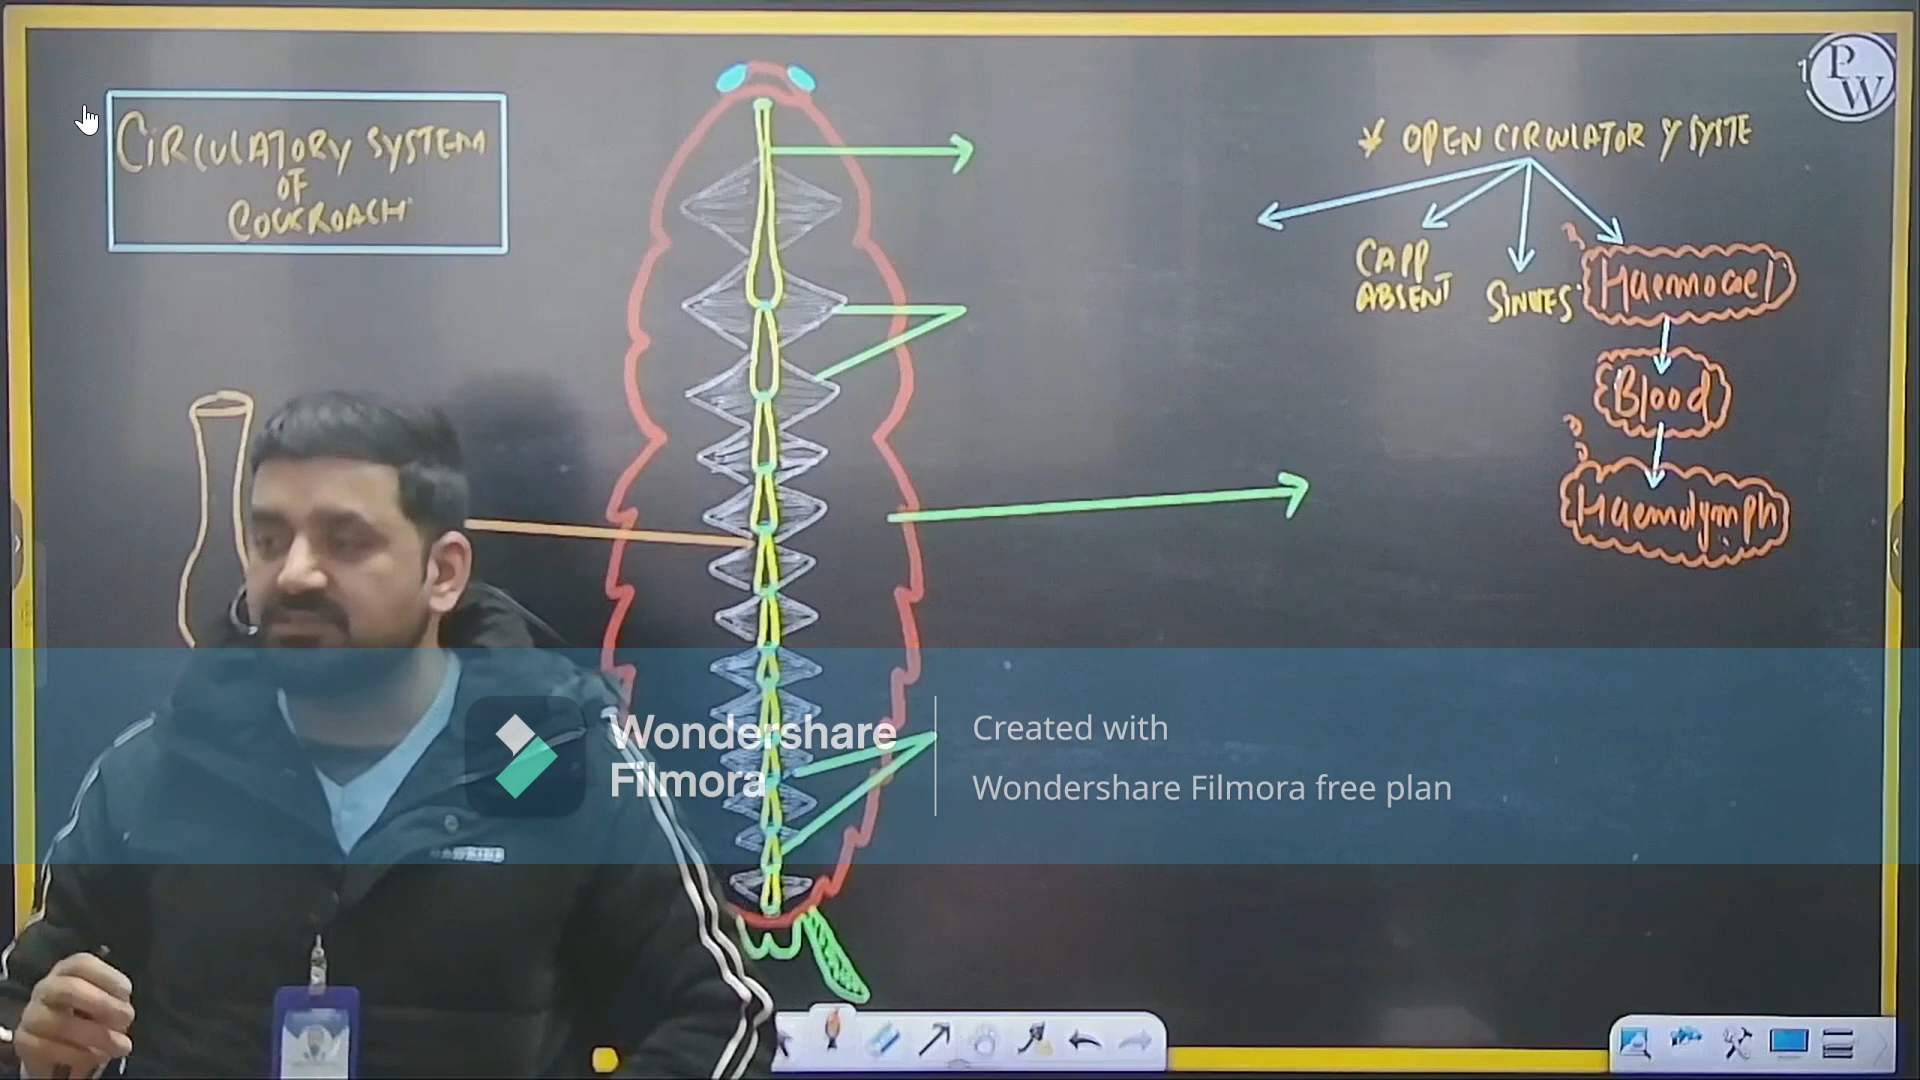 CIRCULATORY SYSTEM
OF
COCKROACH
PW
* OPEN CIRCULATORY SYSTE
CAPP
ABSENT
SINUES
Haemocoel
Blood
Haemolymph
Wondershare
Filmora
Created with
Wondershare Filmora free plan